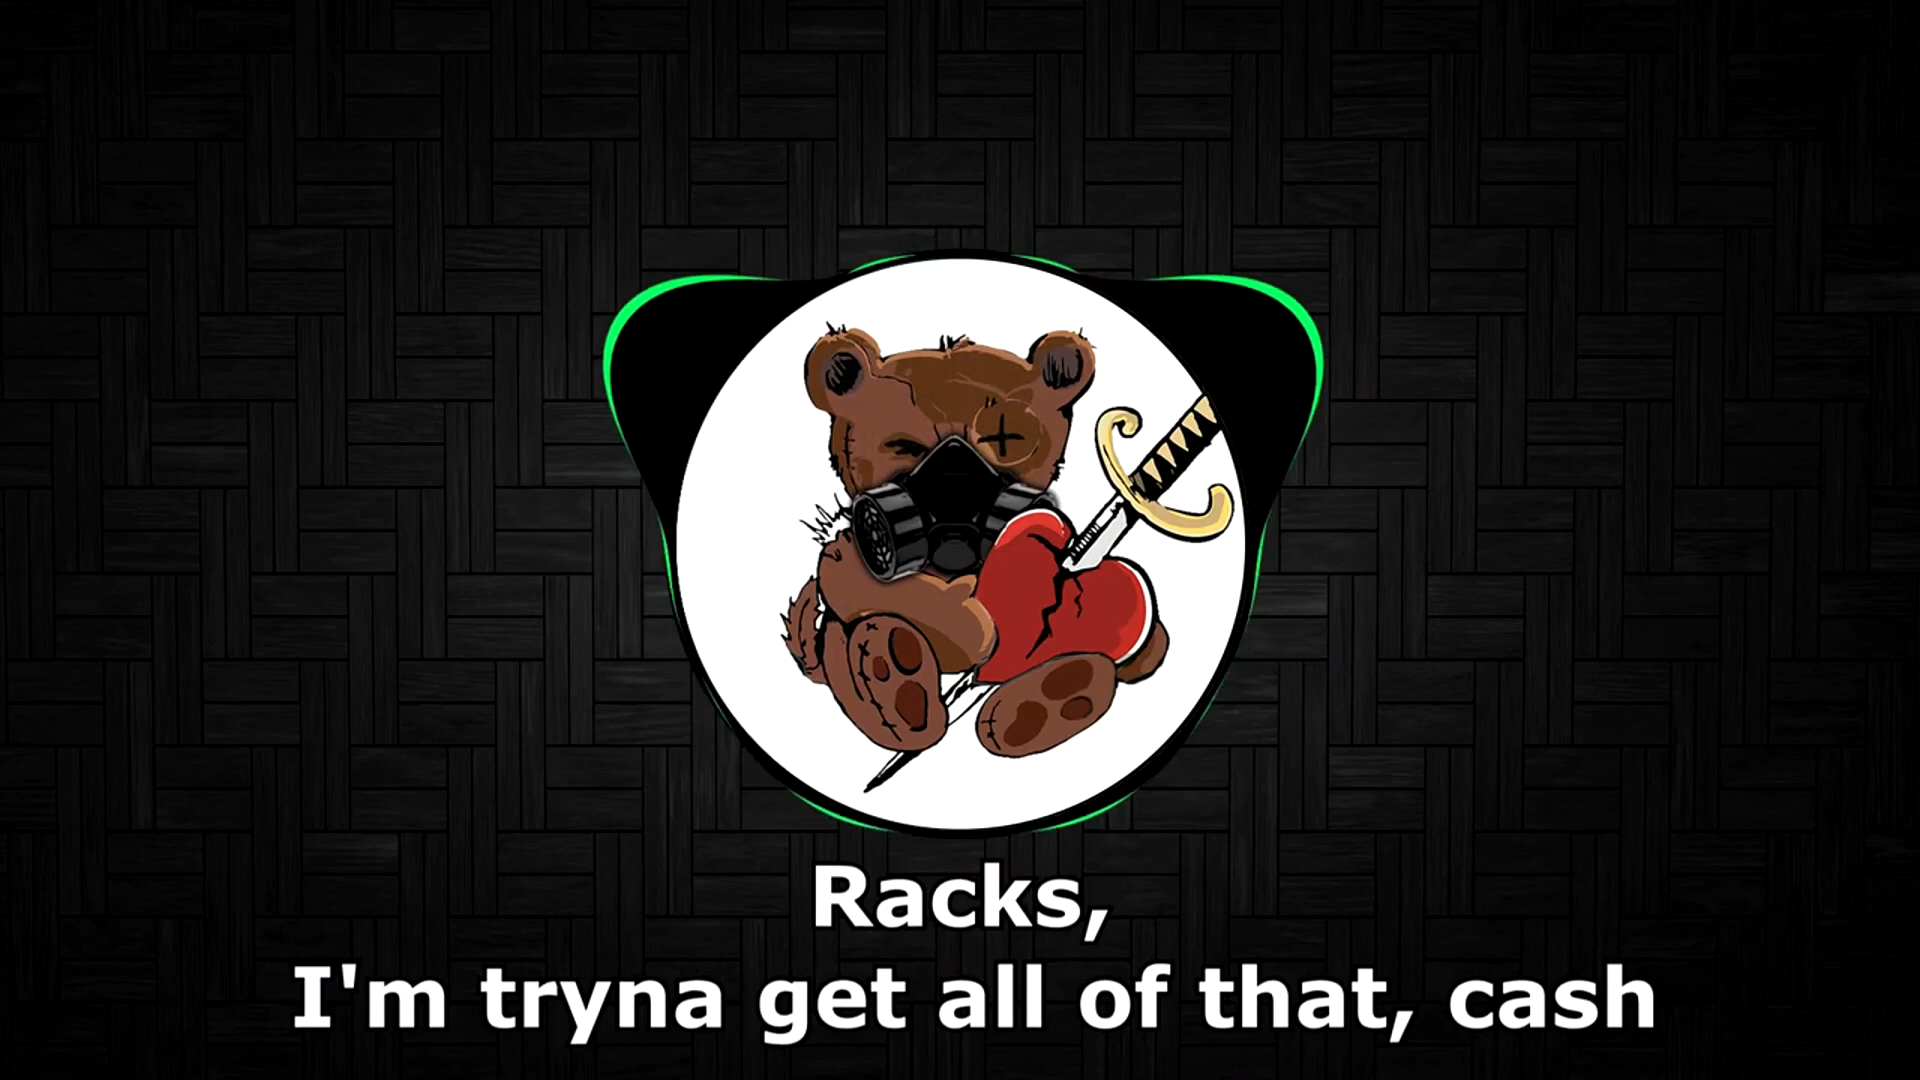 Racks,
I'm tryna get all of that, cash